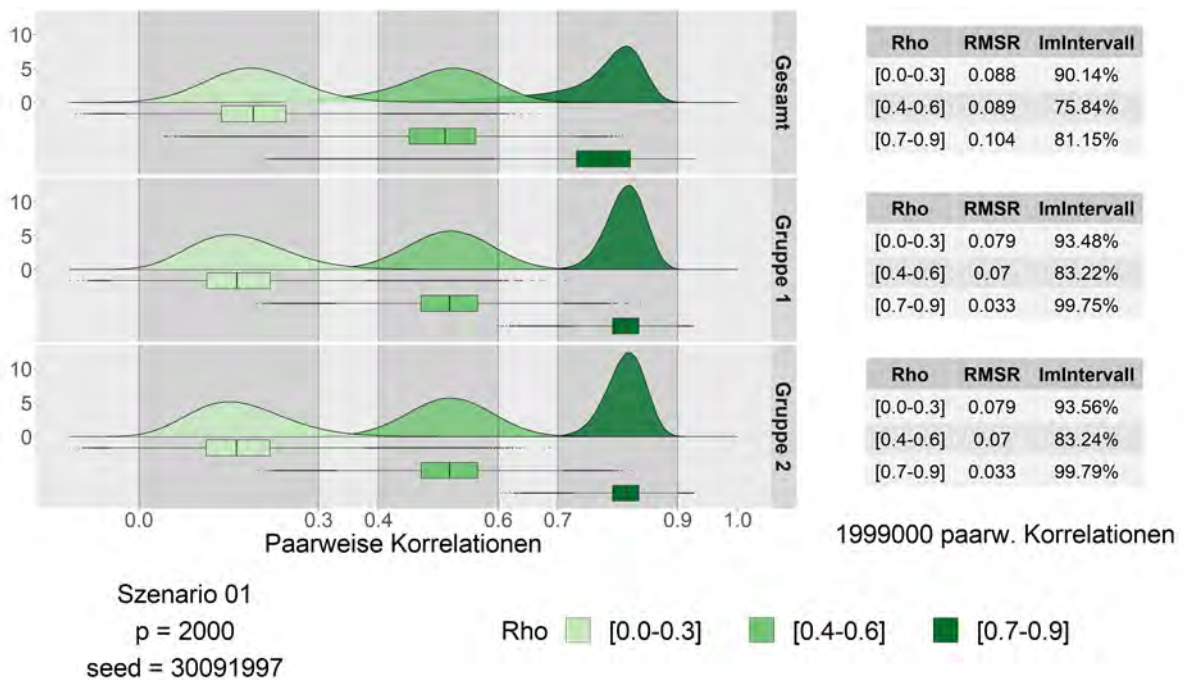 10
5
0
Gesamt
10
5
0
Gruppe 1
10
5
0
Gruppe 2
0.0 0.3 0.4 0.6 0.7 0.9 1.0
Paarweise Korrelationen
Rho RMSR ImIntervall
[0.0-0.3] 0.088 90.14%
[0.4-0.6] 0.089 75.84%
[0.7-0.9] 0.104 81.15%
Rho RMSR ImIntervall
[0.0-0.3] 0.079 93.48%
[0.4-0.6] 0.07 83.22%
[0.7-0.9] 0.033 99.75%
Rho RMSR ImIntervall
[0.0-0.3] 0.079 93.56%
[0.4-0.6] 0.07 83.24%
[0.7-0.9] 0.033 99.79%
1999000 paarw. Korrelationen
Szenario 01
p = 2000
seed = 30091997
Rho [0.0-0.3] [0.4-0.6] [0.7-0.9]